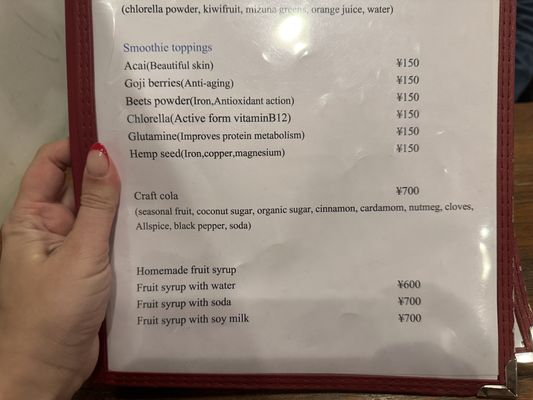 (chlorella powder, kiwifruit, mizuna greens, orange juice, water)
Smoothie toppings
Acai(Beautiful skin) ¥150
Goji berries(Anti-aging) ¥150
Beets powder(Iron,Antioxidant action) ¥150
Chlorella(Active form vitaminB12) ¥150
Glutamine(Improves protein metabolism) ¥150
Hemp seed(Iron,copper,magnesium) ¥150
Craft cola ¥700
(seasonal fruit, coconut sugar, organic sugar, cinnamon, cardamom, nutmeg, cloves,
Allspice, black pepper, soda)
Homemade fruit syrup
Fruit syrup with water ¥600
Fruit syrup with soda ¥700
Fruit syrup with soy milk ¥700